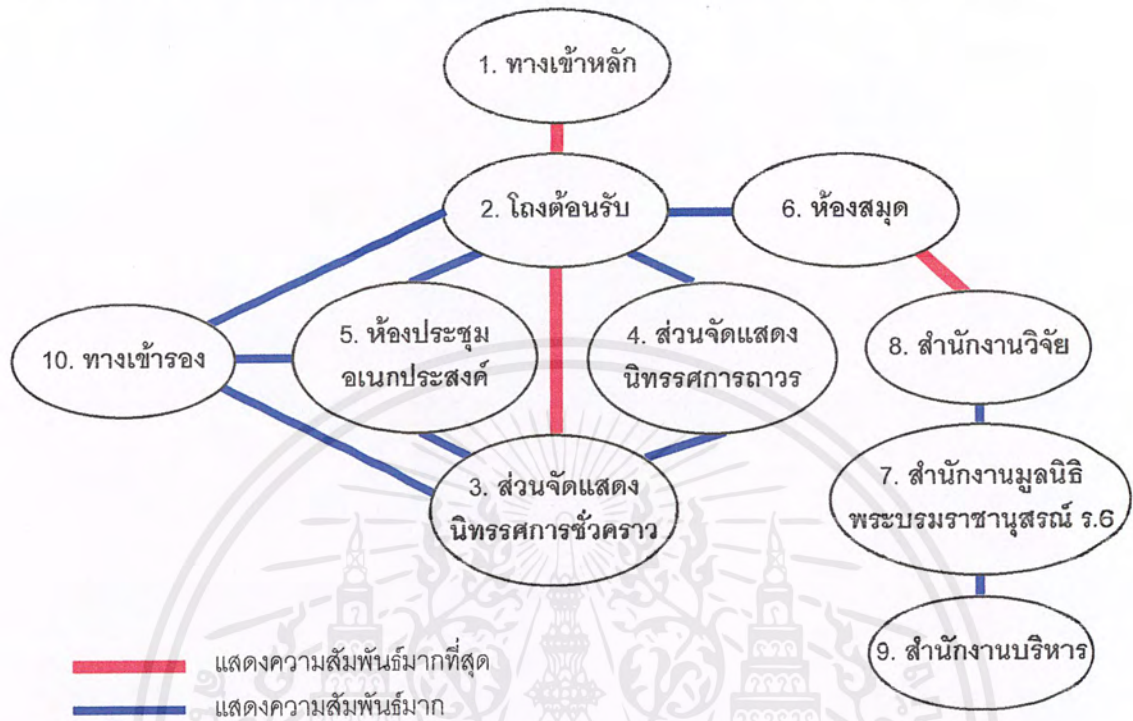 1. ทางเข้าหลัก
2. โถงต้อนรับ
6. ห้องสมุด
10. ทางเข้ารอง
5. ห้องประชุม
อเนกประสงค์
4. ส่วนจัดแสดง
นิทรรศการถาวร
8. สำนักงานวิจัย
3. ส่วนจัดแสดง
นิทรรศการชั่วคราว
7. สำนักงานมูลนิธิ
พระบรมราชานุสรณ์ ร.6
9. สำนักงานบริหาร
แสดงความสัมพันธ์มากที่สุด
แสดงความสัมพันธ์มาก